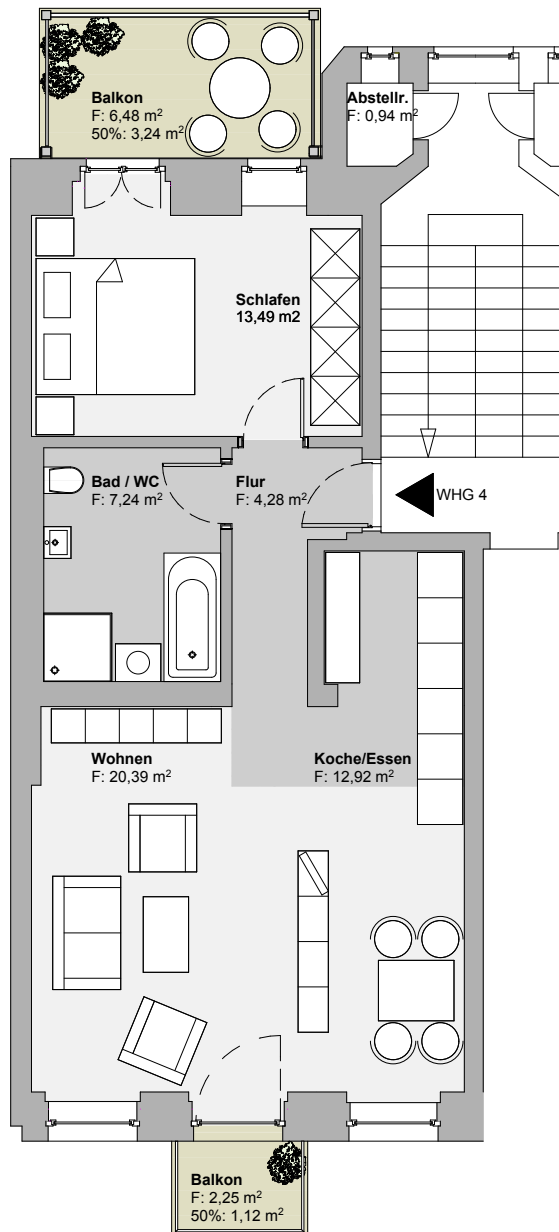 Balkon
F: 6,48 m²
50%: 3,24 m²
Abstellr.
F: 0,94 m²
Schlafen
13,49 m2
Bad / WC
F: 7,24 m²
Flur
F: 4,28 m²
WHG 4
Wohnen
F: 20,39 m²
Koche/Essen
F: 12,92 m²
Balkon
F: 2,25 m²
50%: 1,12 m²